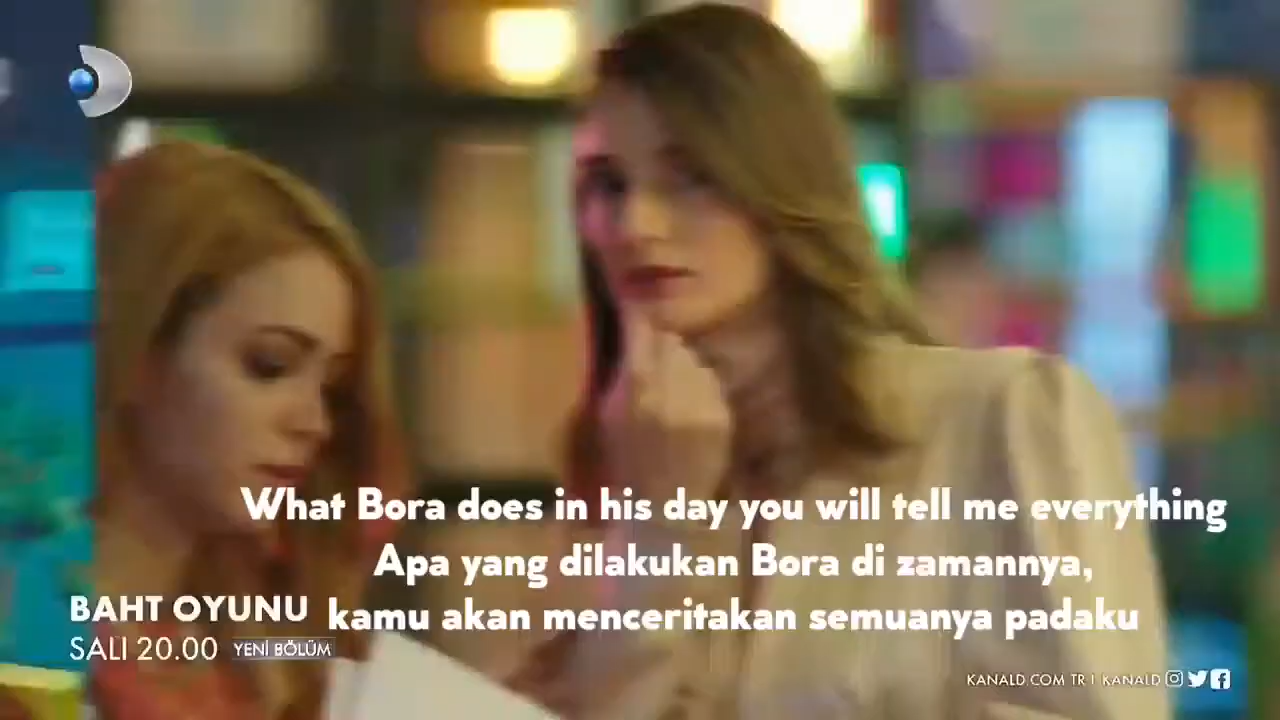 What Bora does in his day you will tell me everything
Apa yang dilakukan Bora di zamannya,
kamu akan menceritakan semuanya padaku
BAHT OYUNU
SALI 20.00 YENİ BÖLÜM
KANALD.COM.TR | KANALD